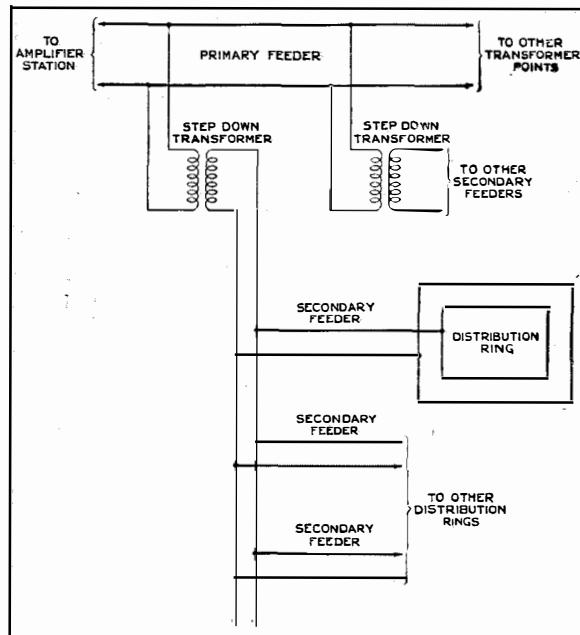 TO
AMPLIFIER
STATION
PRIMARY FEEDER
TO OTHER
TRANSFORMER
POINTS
STEP DOWN
TRANSFORMER
STEP DOWN
TRANSFORMER
TO OTHER
SECONDARY
FEEDERS
SECONDARY
FEEDER
DISTRIBUTION
RING
SECONDARY
FEEDER
TO OTHER
DISTRIBUTION
RINGS
SECONDARY
FEEDER